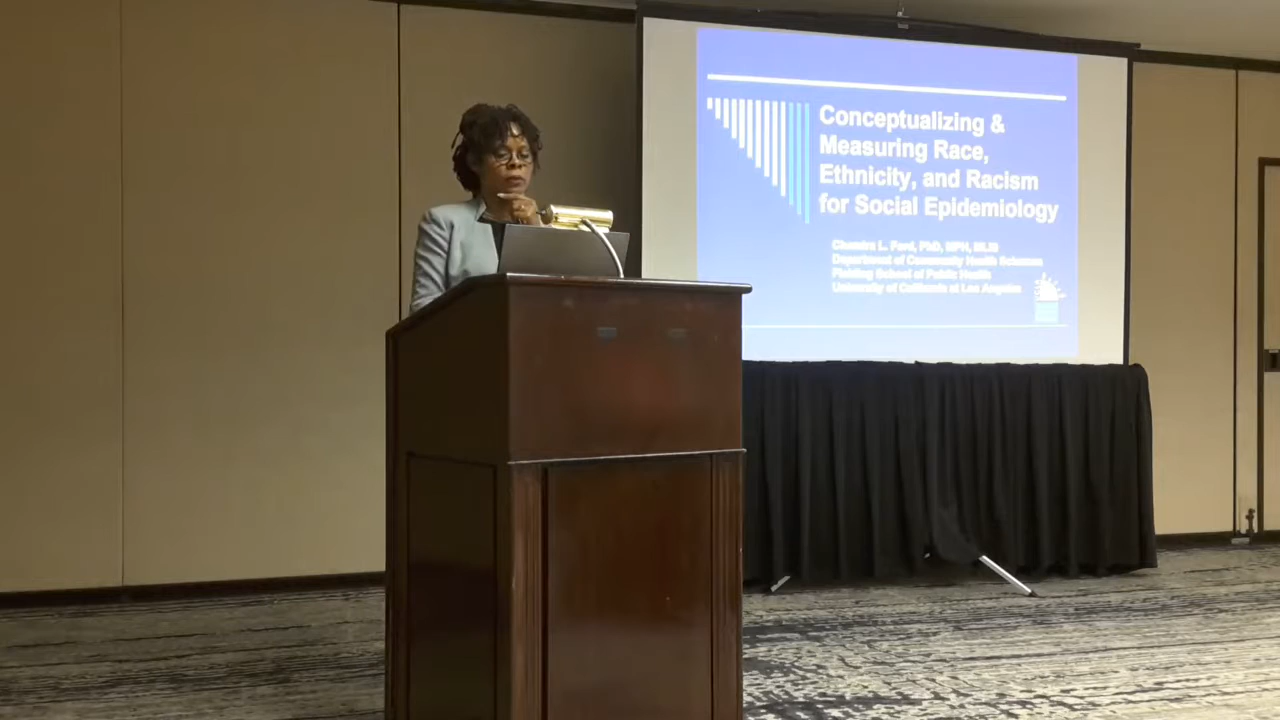 Conceptualizing &
Measuring Race,
Ethnicity, and Racism
for Social Epidemiology
Chandra L. Ford, PhD, MPH, MLIS
Department of Community Health Sciences
Fielding School of Public Health
University of California at Los Angeles